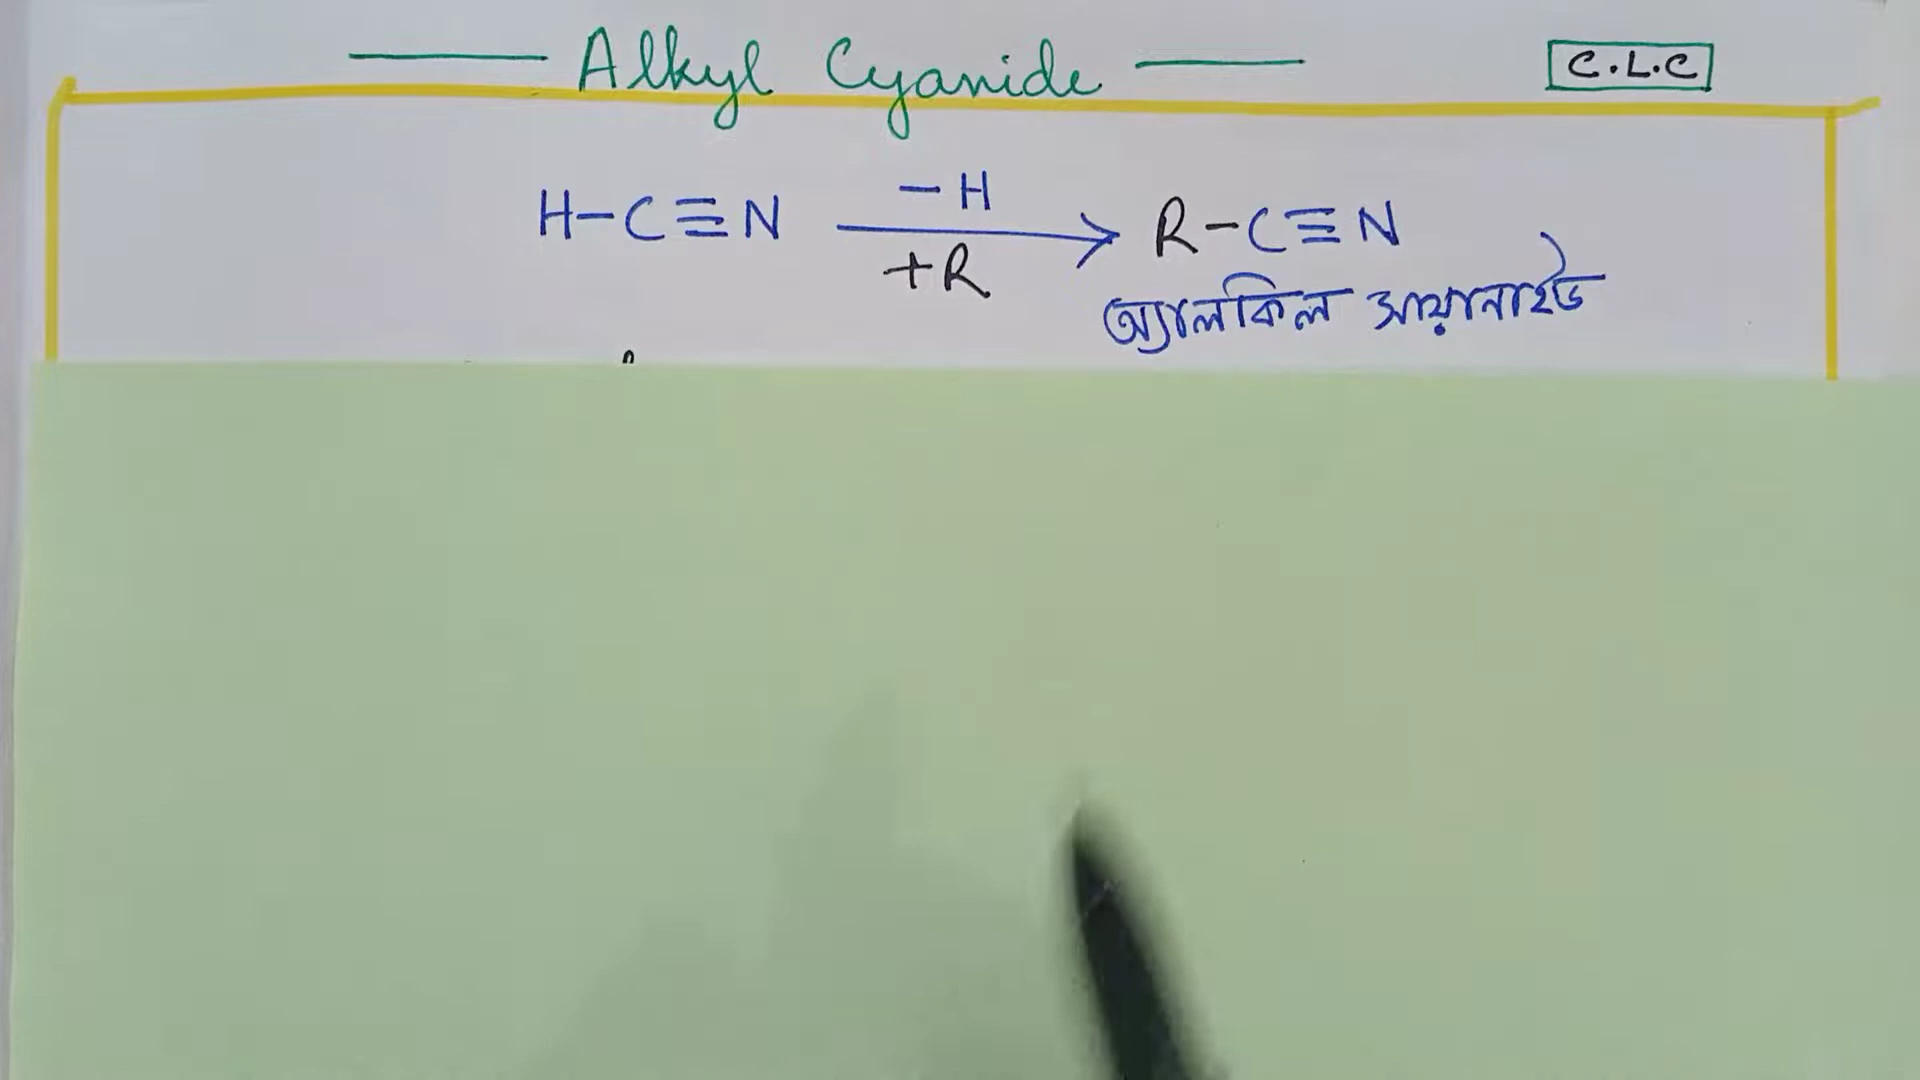 Alkyl Cyanide
C.L.C
H-C≡N -H +R → R-C≡N
অ্যালকিল সায়ানাইড